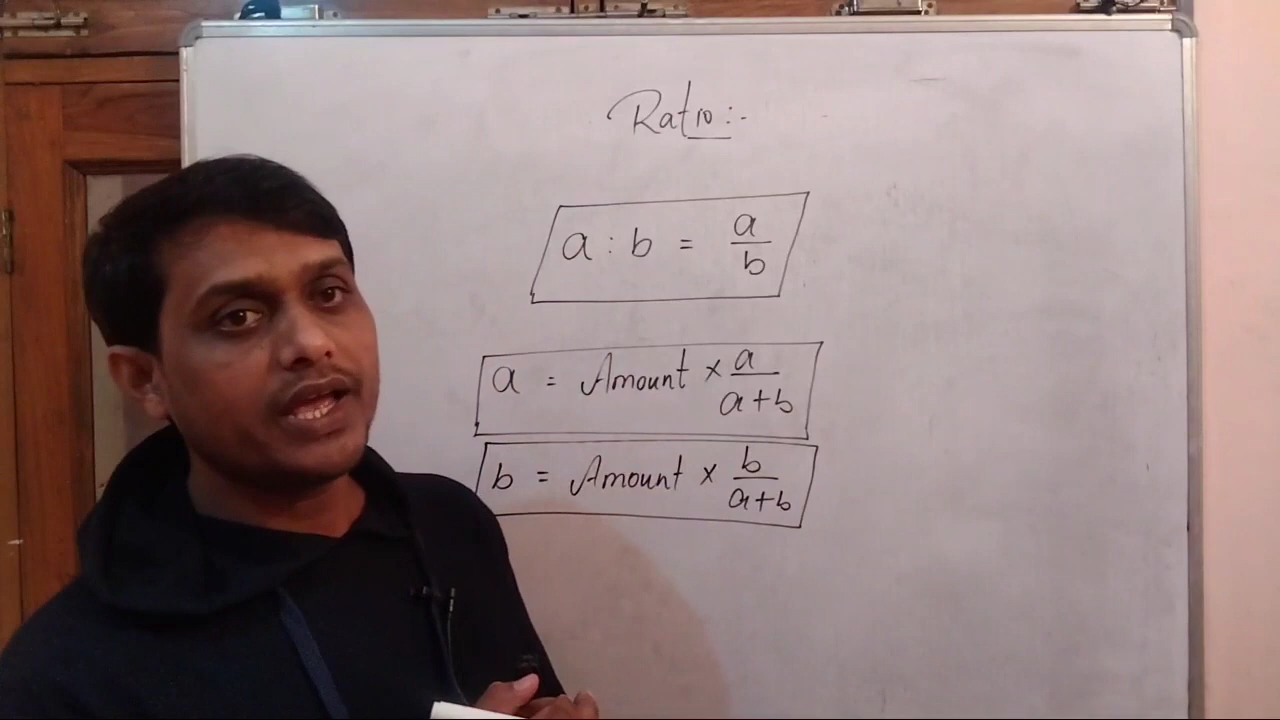 Ratio :-
a : b = a/b
a = Amount × a/a+b
b = Amount × b/a+b